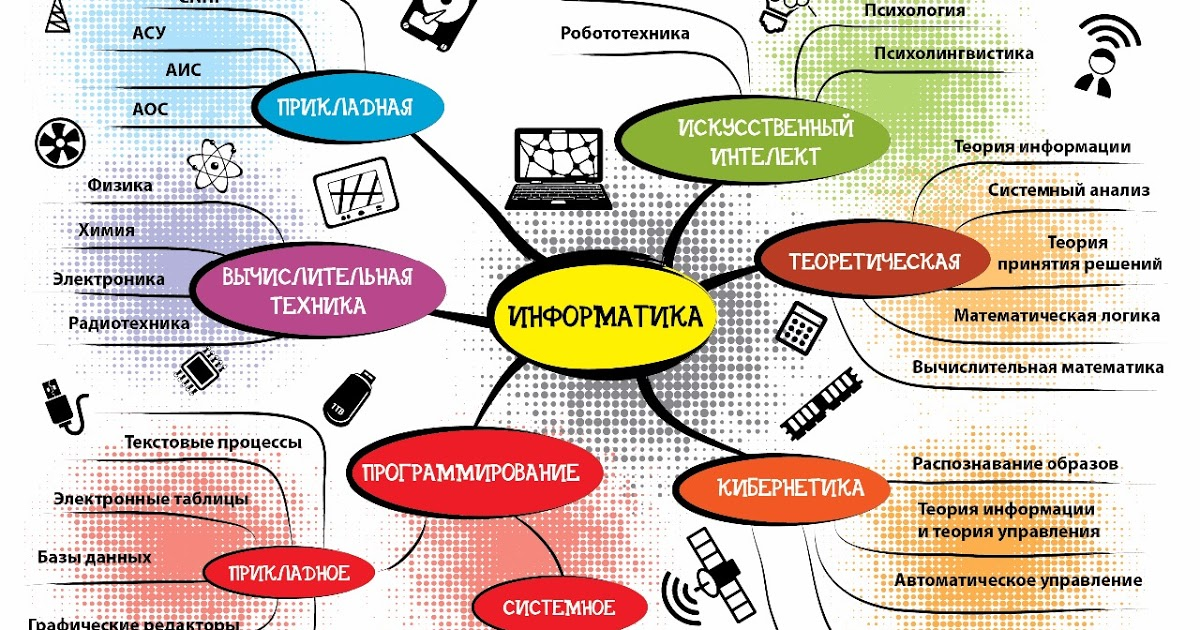 АСУ
АИС
АОС
ПРИКЛАДНАЯ
Робототехника
Психология
Психолингвистика
ИСКУССТВЕННЫЙ
ИНТЕЛЕКТ
Теория информации
Системный анализ
Теория
принятия решений
Математическая логика
Вычислительная математика
ТЕОРЕТИЧЕСКАЯ
Физика
Химия
Электроника
Радиотехника
ВЫЧИСЛИТЕЛЬНАЯ
ТЕХНИКА
ИНФОРМАТИКА
1TB
Текстовые процессы
Электронные таблицы
Базы данных
Графические редакторы
ПРОГРАММИРОВАНИЕ
ПРИКЛАДНОЕ
СИСТЕМНОЕ
КИБЕРНЕТИКА
Распознавание образов
Теория информации
и теория управления
Автоматическое управление